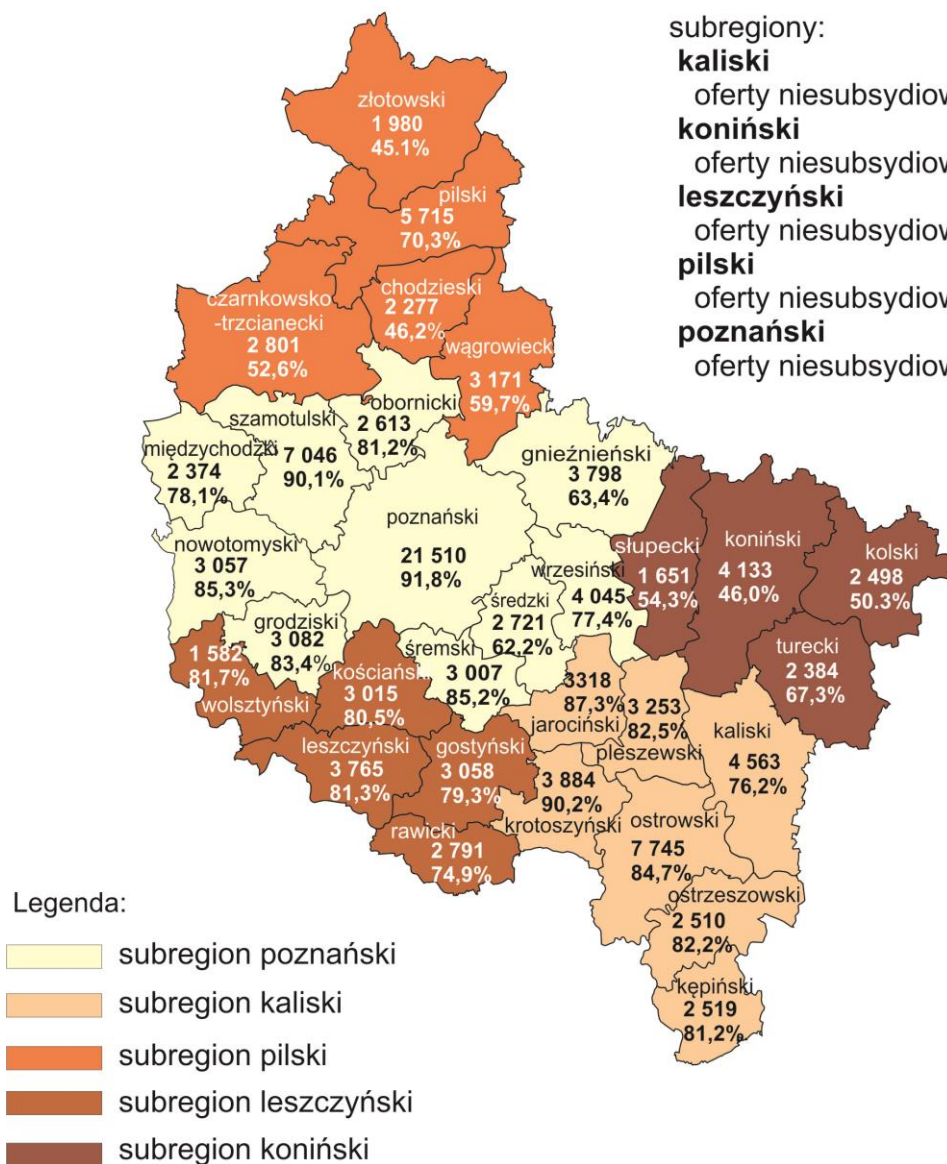 subregiony:
kaliski
oferty niesubsydiow
koniński
oferty niesubsydiow
leszczyński
oferty niesubsydiow
pilski
oferty niesubsydiow
poznański
oferty niesubsydiow
złotowski
1 980
45.1%
pilski
5 715
70,3%
czarnkowsko
-trzcianecki
2 801
52,6%
chodzieski
2 277
46,2%
wągrowieck
3 171
59,7%
obornicki
2 613
81,2%
szamotulski
7 046
90,1%
międzychodzki
2 374
78,1%
gnieźnieński
3 798
63,4%
poznański
21 510
91,8%
nowotomyski
3 057
85,3%
wrzesiński
4 045
77,4%
średzki
2 721
62,2%
słupecki
1 651
54,3%
koniński
4 133
46,0%
kolski
2 498
50.3%
turecki
2 384
67,3%
grodziski
3 082
83,4%
śremski
3 007
85,2%
1 582
81,7%
wolsztyński
kościański
3 015
80,5%
leszczyński
3 765
81,3%
gostyński
3 058
79,3%
rawicki
2 791
74,9%
3318
87,3%
jarociński
3 253
82,5%
pleszewski
kaliski
4 563
76,2%
3 884
90,2%
krotoszyński
ostrowski
7 745
84,7%
ostrzeszowski
2 510
82,2%
kępiński
2 519
81,2%
Legenda:
subregion poznański
subregion kaliski
subregion pilski
subregion leszczyński
subregion koniński